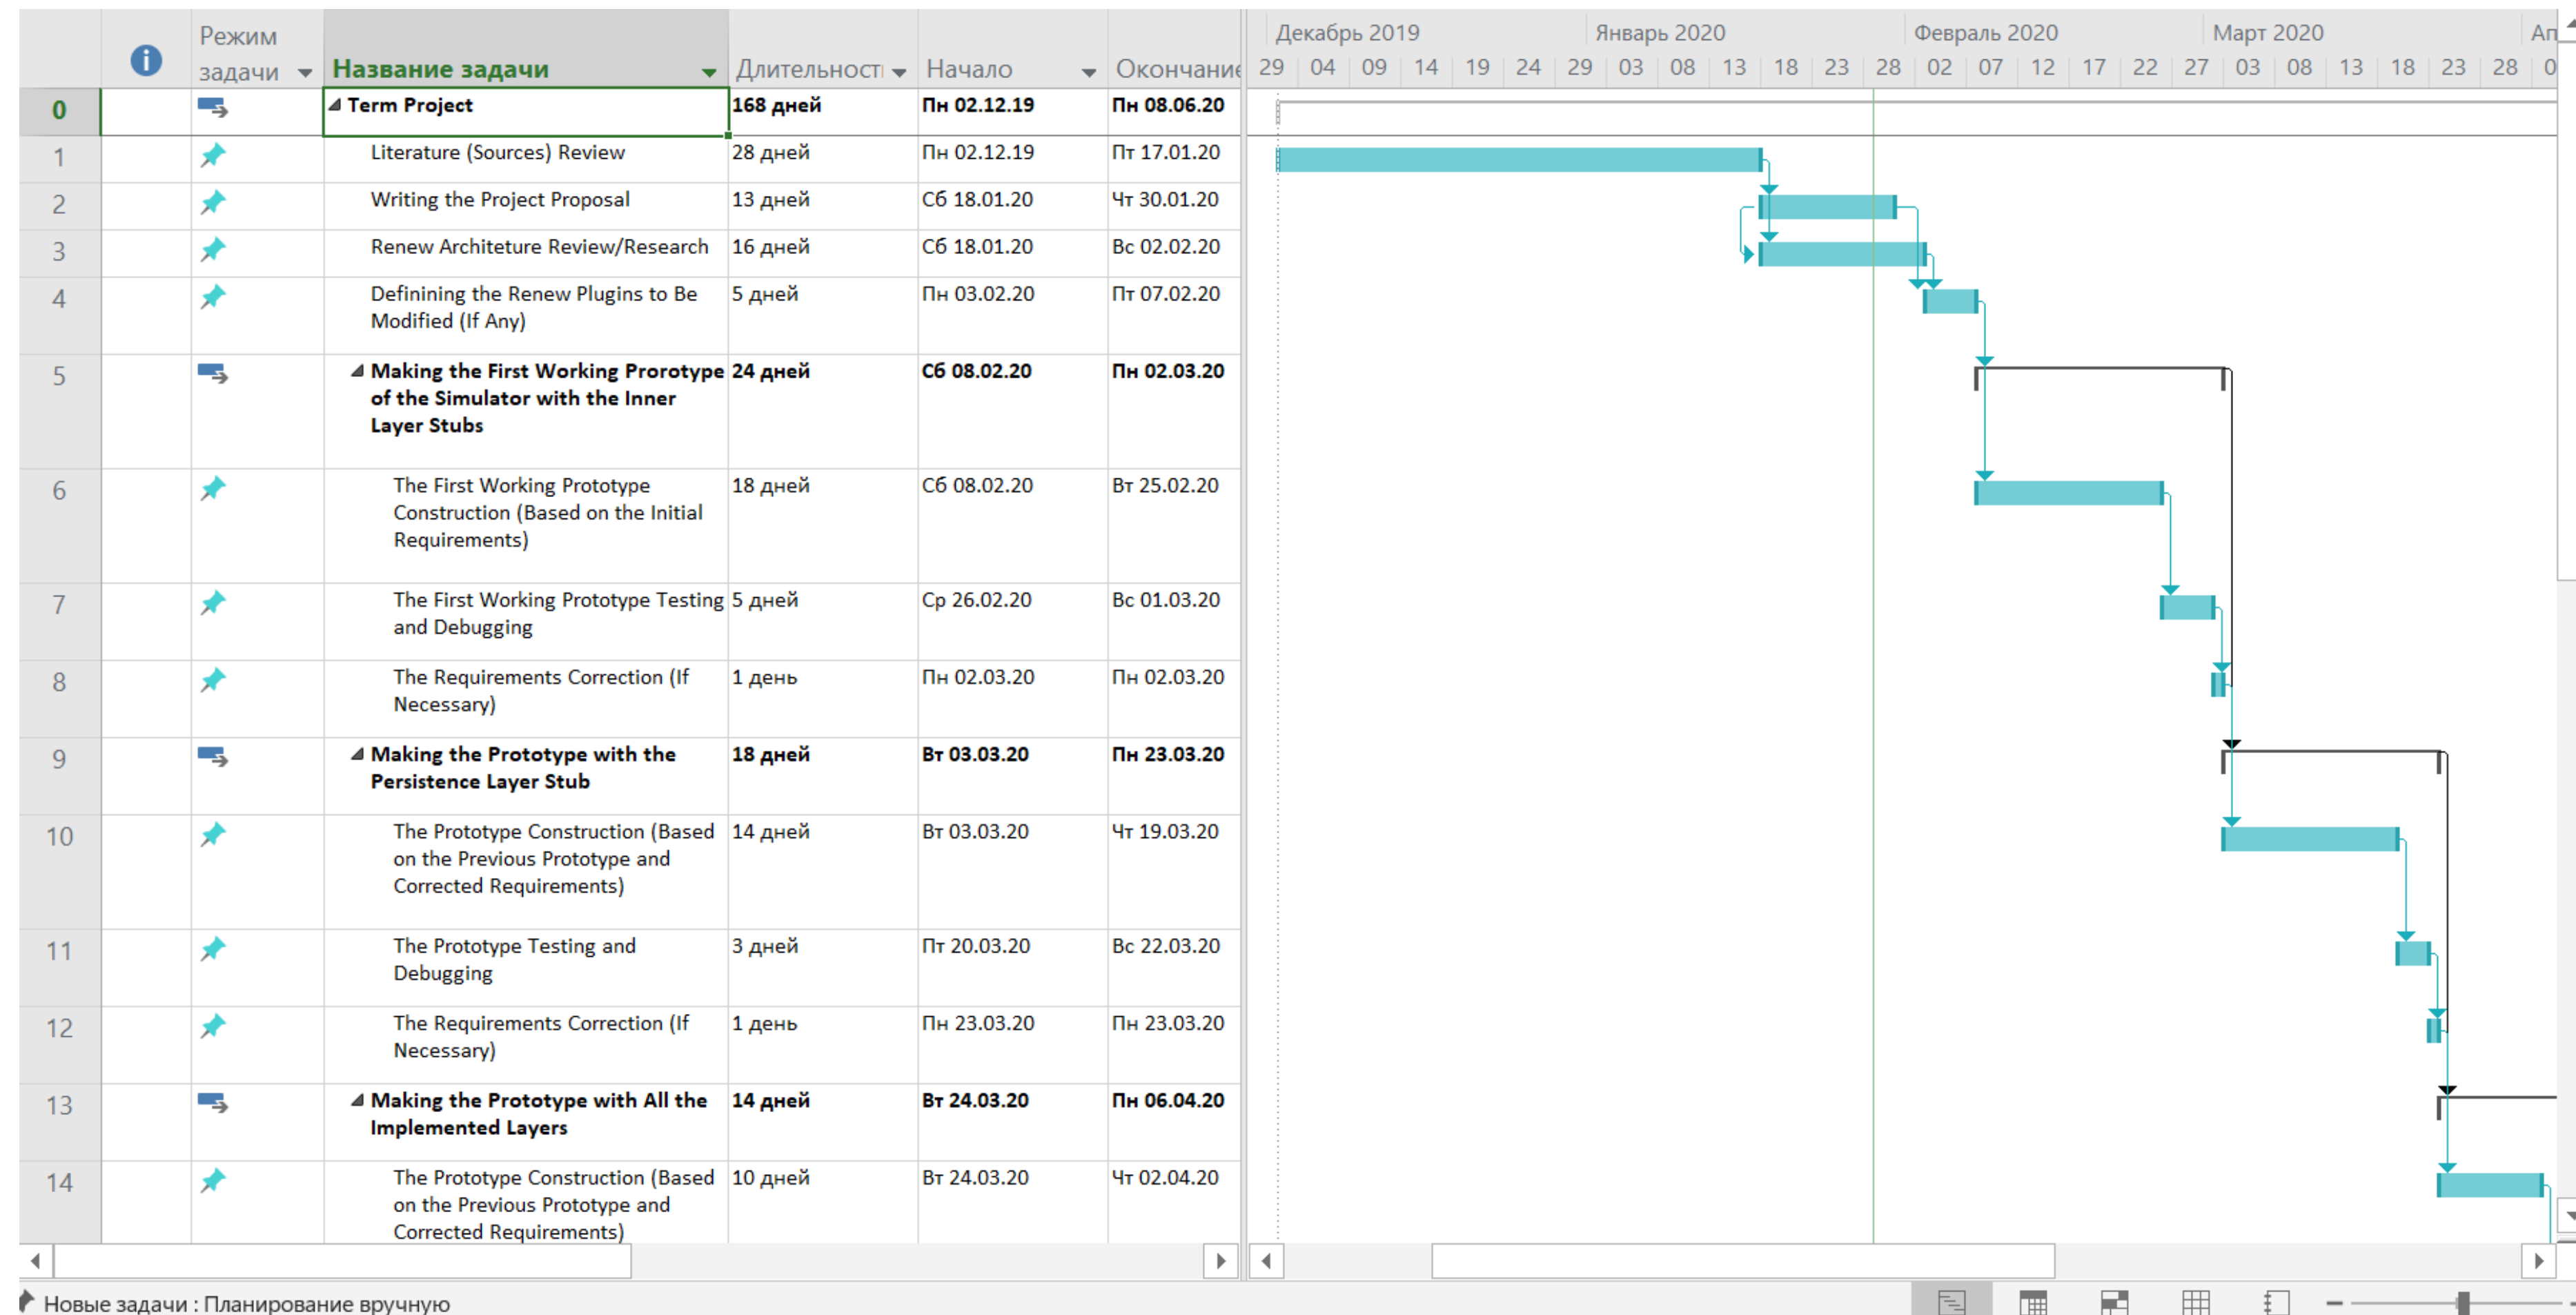 Режим
задачи Название задачи Длительност Начало Окончание
Декабрь 2019 Январь 2020 Февраль 2020 Март 2020 Ап
29 04 09 14 19 24 29 03 08 13 18 23 28 02 07 12 17 22 27 03 08 13 18 23 28 0
0 Term Project 168 дней Пн 02.12.19 Пн 08.06.20
1 Literature (Sources) Review 28 дней Пн 02.12.19 Пт 17.01.20
2 Writing the Project Proposal 13 дней Сб 18.01.20 Чт 30.01.20
3 Renew Architeture Review/Research 16 дней Сб 18.01.20 Вс 02.02.20
4 Definining the Renew Plugins to Be 5 дней Пн 03.02.20 Пт 07.02.20
Modified (If Any)
5 Making the First Working Prorotype 24 дней Сб 08.02.20 Пн 02.03.20
of the Simulator with the Inner
Layer Stubs
6 The First Working Prototype 18 дней Сб 08.02.20 Вт 25.02.20
Construction (Based on the Initial
Requirements)
7 The First Working Prototype Testing 5 дней Ср 26.02.20 Вс 01.03.20
and Debugging
8 The Requirements Correction (If 1 день Пн 02.03.20 Пн 02.03.20
Necessary)
9 Making the Prototype with the 18 дней Вт 03.03.20 Пн 23.03.20
Persistence Layer Stub
10 The Prototype Construction (Based 14 дней Вт 03.03.20 Чт 19.03.20
on the Previous Prototype and
Corrected Requirements)
11 The Prototype Testing and 3 дней Пт 20.03.20 Вс 22.03.20
Debugging
12 The Requirements Correction (If 1 день Пн 23.03.20 Пн 23.03.20
Necessary)
13 Making the Prototype with All the 14 дней Вт 24.03.20 Пн 06.04.20
Implemented Layers
14 The Prototype Construction (Based 10 дней Вт 24.03.20 Чт 02.04.20
on the Previous Prototype and
Corrected Requirements)
Новые задачи : Планирование вручную